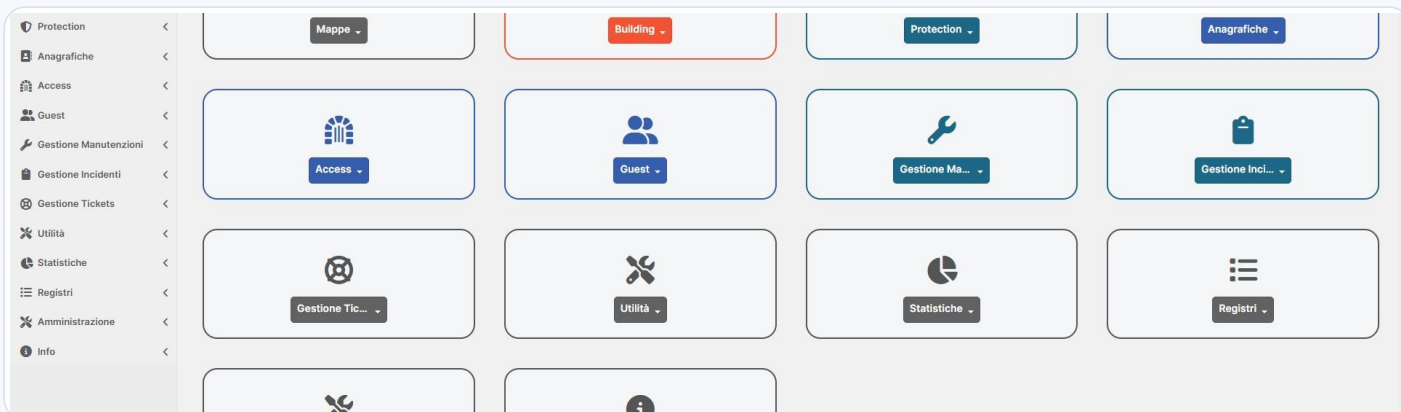 Protection
Anagrafiche
Access
Guest
Gestione Manutenzioni
Gestione Incidenti
Gestione Tickets
Utilità
Statistiche
Registri
Amministrazione
Info
Mappe
Building
Protection
Anagrafiche
Access
Guest
Gestione Ma...
Gestione Inci...
Gestione Tic...
Utilità
Statistiche
Registri